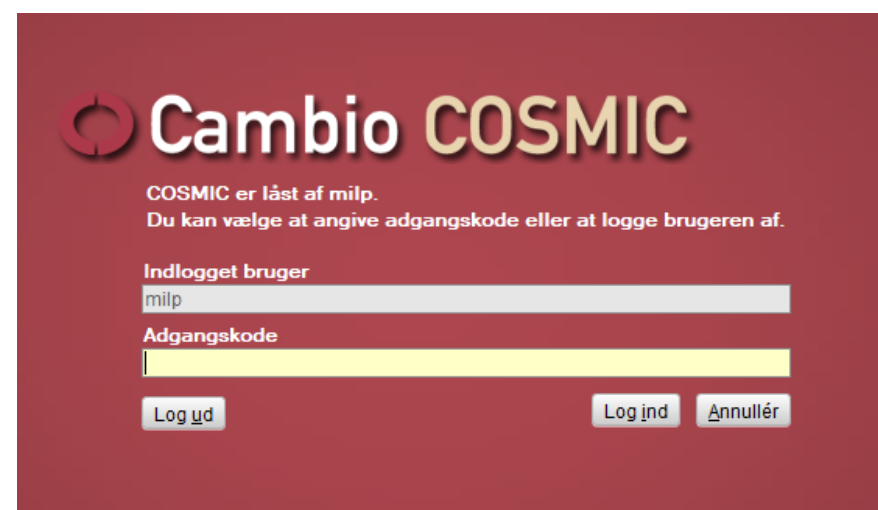 Cambio COSMIC
COSMIC er låst af milp.
Du kan vælge at angive adgangskode eller at logge brugeren af.
Indlogget bruger
milp
Adgangskode
Log ud
Log ind
Annullér